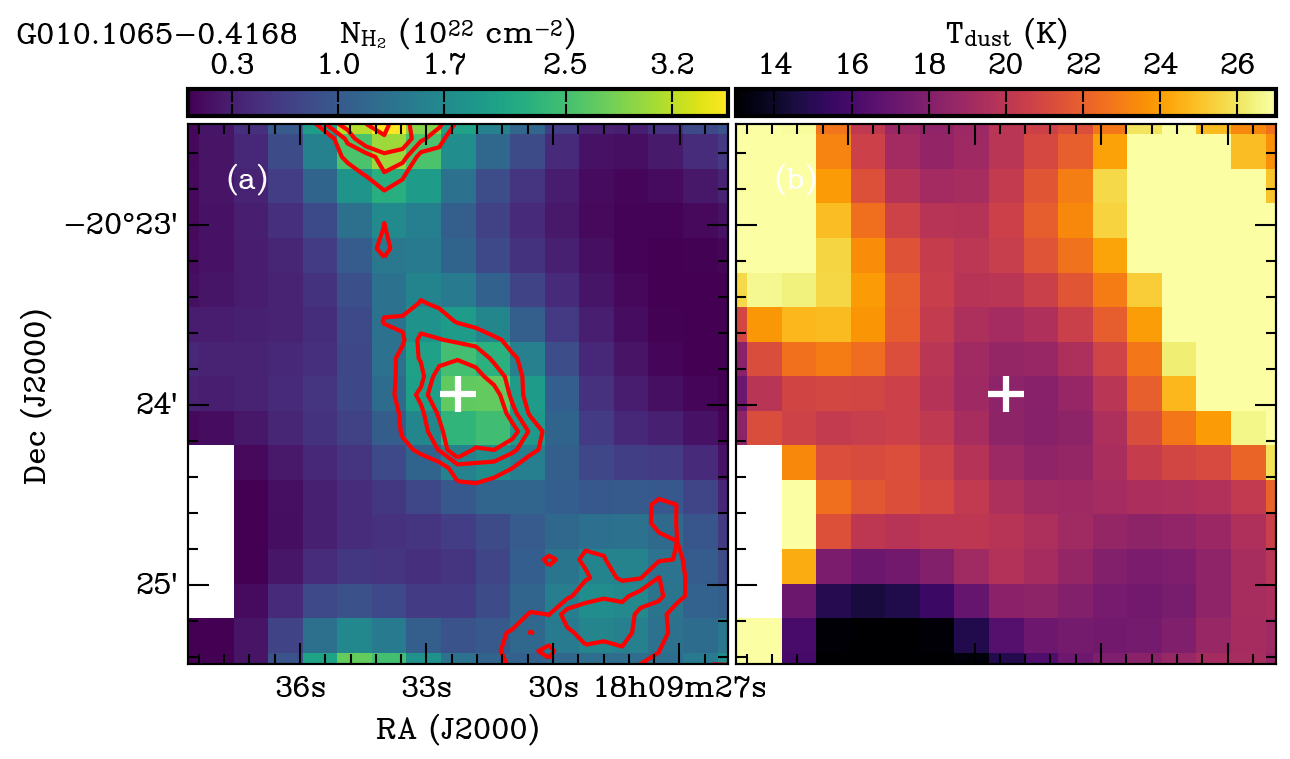 G010.1065−0.4168 N_H₂ (10²² cm⁻²) T_dust (K)
0.3 1.0 1.7 2.5 3.2 14 16 18 20 22 24 26
(a) (b)
−20°23'
24'
25'
Dec (J2000)
36s 33s 30s 18h09m27s
RA (J2000)